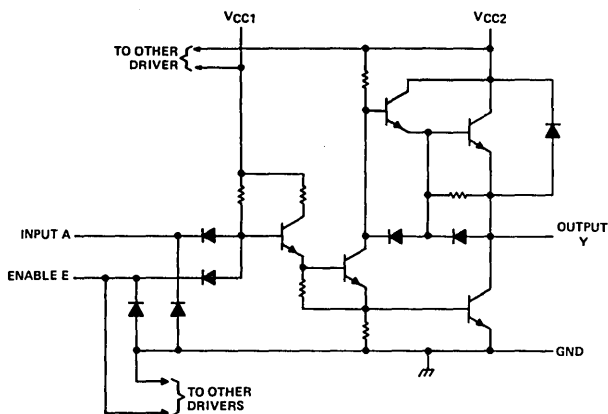 VCC1
VCC2
TO OTHER
DRIVER
INPUT A
ENABLE E
OUTPUT
Y
GND
TO OTHER
DRIVERS